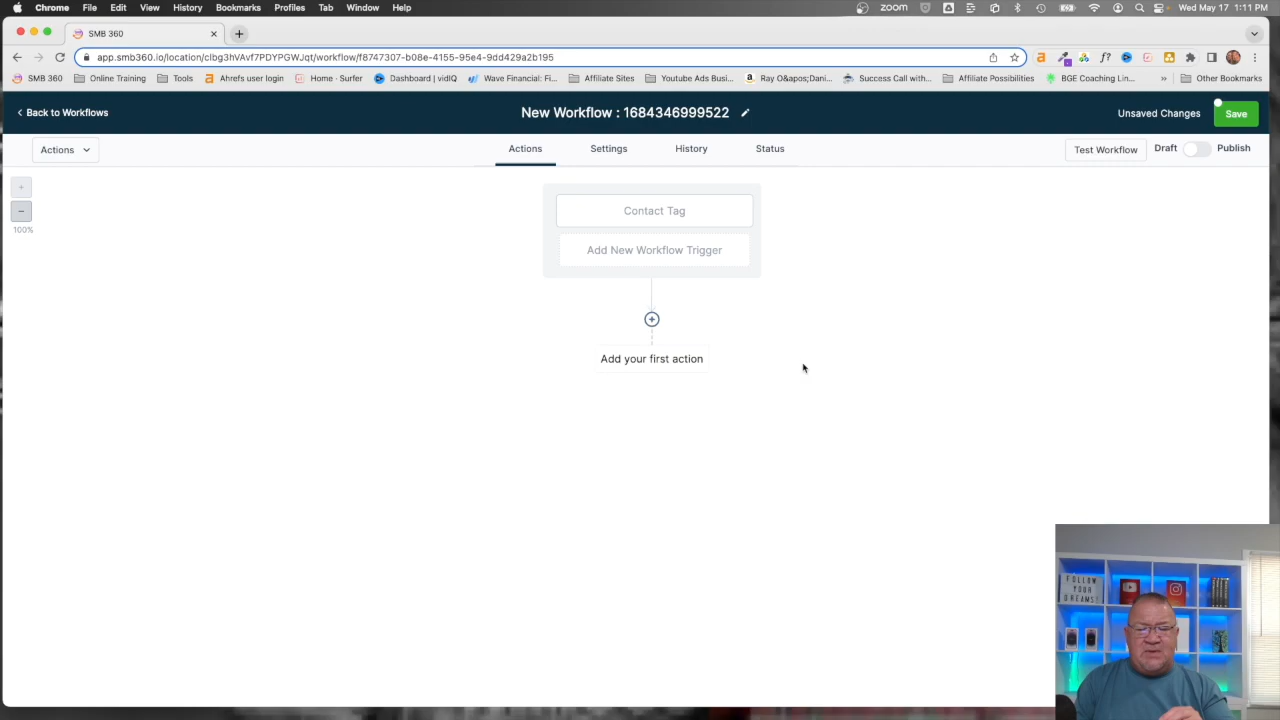 Chrome File Edit View History Bookmarks Profiles Tab Window Help zoom Wed May 17 1:11 PM
SMB 360
app.smb360.io/location/clbg3hVAvf7PDYPGWJqt/workflow/f8747307-b08e-4155-95e4-9dd429a2b195
SMB 360 Online Training Tools Ahrefs user login Home - Surfer Dashboard | vidIQ Wave Financial: Fi... Affiliate Sites Youtube Ads Busi... Ray O&apos;Dani... Success Call with... Affiliate Possibilities BGE Coaching Lin... » Other Bookmarks
Back to Workflows New Workflow : 1684346999522 Unsaved Changes Save
Actions Actions Settings History Status Test Workflow Draft Publish
100%
Contact Tag
Add New Workflow Trigger
Add your first action
FOLLOW
YOUR
DREAMS!